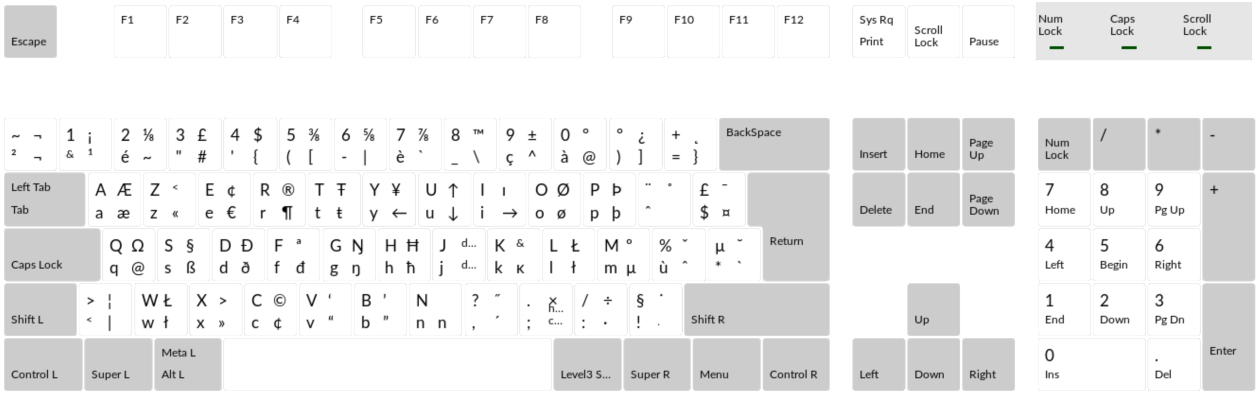 F1 F2 F3 F4 F5 F6 F7 F8 F9 F10 F11 F12 Sys Rq Num Caps Scroll
Escape Print Scroll Lock Pause Lock Lock Lock
~ ¬ 1 ¡ 2 ⅛ 3 £ 4 $ 5 ⅜ 6 ⅝ 7 ⅞ 8 ™ 9 ± 0 ° ° ¿ + ˛ BackSpace Page Num / * -
² ¬ & ¹ é ~ " # ' { ( [ - | è ` _ \ ç ^ à @ ) ] = } Insert Home Up Lock
Left Tab A Æ Z < E ¢ R ® T Ŧ Y ¥ U ↑ I ı O Ø P Þ ¨ ° £ ¯ Page 7 8 9 +
Tab a æ z « e € r ¶ t ŧ y ← u ↓ i → o ø p þ ^ $ ¤ Delete End Down Home Up Pg Up
Q Ω S § D Ð F ª G Ŋ H Ħ J d... K & L Ł M º % ˇ µ ˘ Return 4 5 6
Caps Lock q @ s ß d ð f đ g ŋ h ħ j d... k ĸ l ł m µ ù ^ * ` Left Begin Right
> ¦ W Ł X > C © V ‘ B ’ N ? ˝ . × h... / ÷ § ˙ 1 2 3
Shift L < | w ł x » c ¢ v “ b ” n n , ´ ; c... : · ! . Shift R Up End Down Pg Dn
Meta L 0 . Enter
Control L Super L Alt L Level3 S... Super R Menu Control R Left Down Right Ins Del